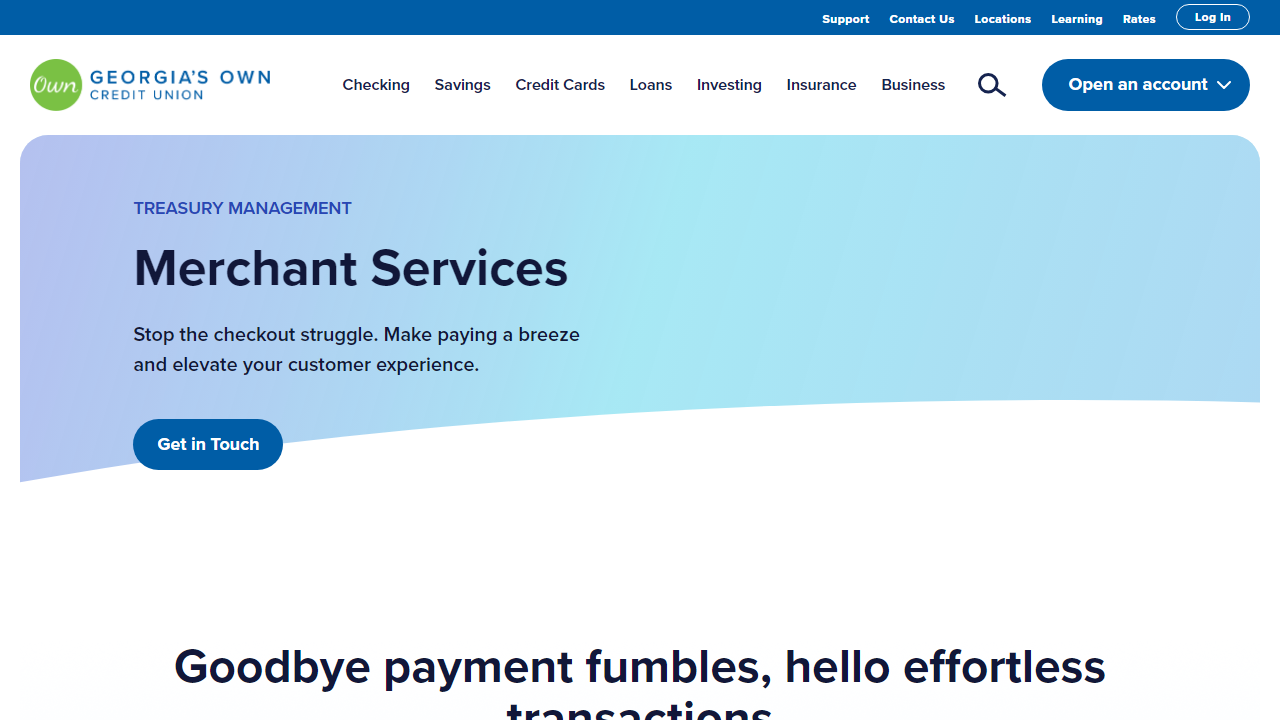 Support Contact Us Locations Learning Rates Log In
Own GEORGIA'S OWN
CREDIT UNION
Checking Savings Credit Cards Loans Investing Insurance Business Open an account
TREASURY MANAGEMENT
Merchant Services
Stop the checkout struggle. Make paying a breeze
and elevate your customer experience.
Get in Touch
Goodbye payment fumbles, hello effortless
transactions